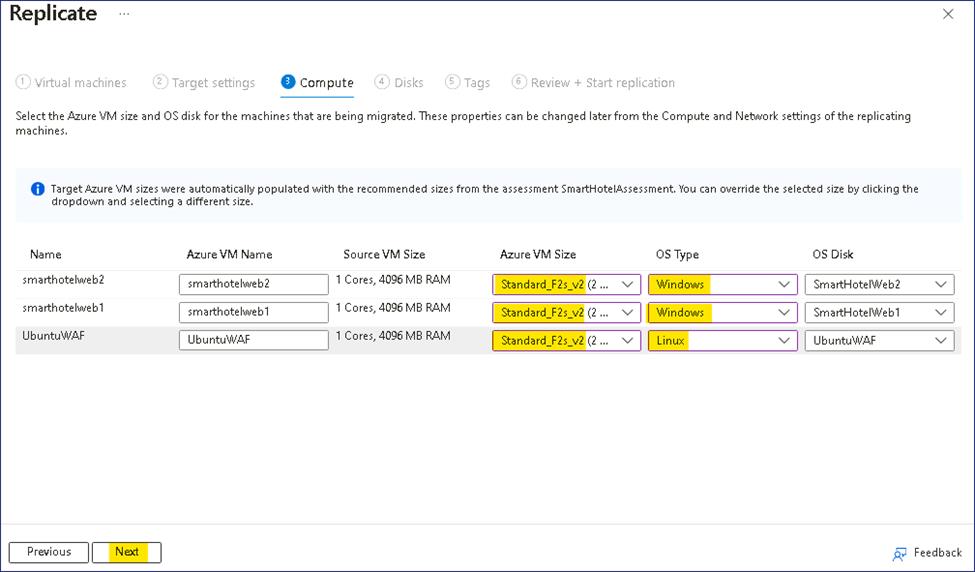 Replicate ...
1 Virtual machines 2 Target settings 3 Compute 4 Disks 5 Tags 6 Review + Start replication
Select the Azure VM size and OS disk for the machines that are being migrated. These properties can be changed later from the Compute and Network settings of the replicating
machines.
Target Azure VM sizes were automatically populated with the recommended sizes from the assessment SmartHotelAssessment. You can override the selected size by clicking the
dropdown and selecting a different size.
Name Azure VM Name Source VM Size Azure VM Size OS Type OS Disk
smarthotelweb2 smarthotelweb2 1 Cores, 4096 MB RAM Standard_F2s_v2 (2 ... Windows SmartHotelWeb2
smarthotelweb1 smarthotelweb1 1 Cores, 4096 MB RAM Standard_F2s_v2 (2 ... Windows SmartHotelWeb1
UbuntuWAF UbuntuWAF 1 Cores, 4096 MB RAM Standard_F2s_v2 (2 ... Linux UbuntuWAF
Previous Next Feedback